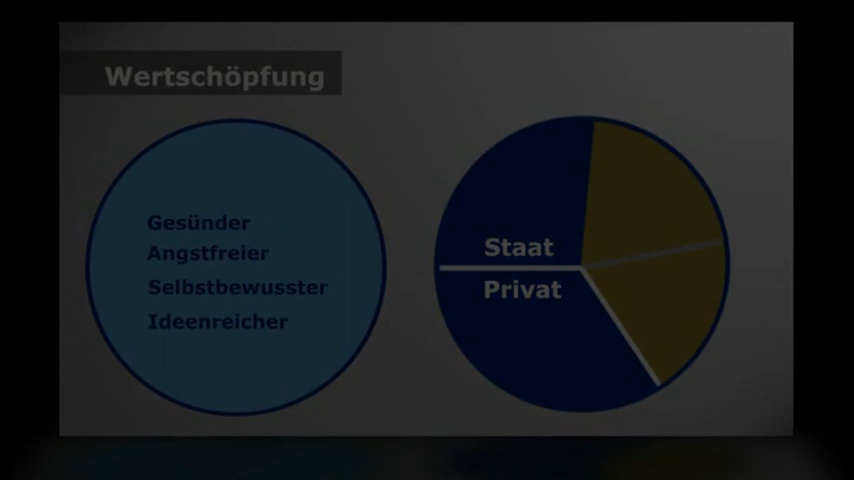 Wertschöpfung
Gesünder
Angstfreier
Selbstbewusster
Ideenreicher
Staat
Privat